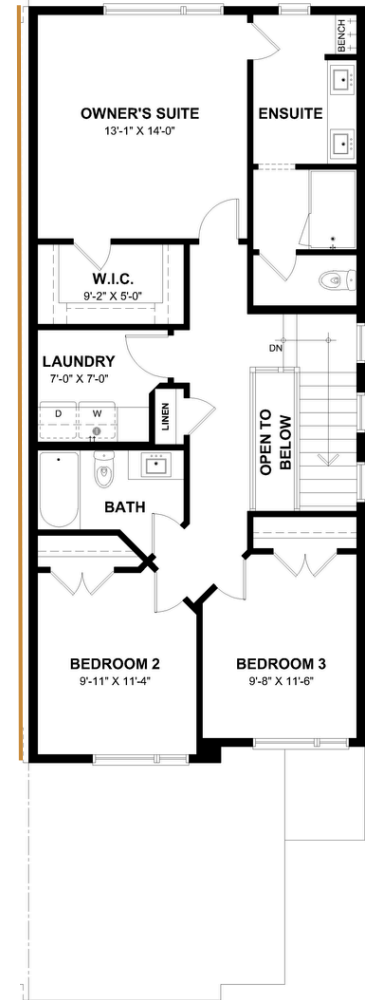 BENCH
OWNER'S SUITE
13'-1" X 14'-0"
ENSUITE
W.I.C.
9'-2" X 5'-0"
DN
LAUNDRY
7'-0" X 7'-0"
D
W
LINEN
OPEN TO
BELOW
BATH
BEDROOM 2
9'-11" X 11'-4"
BEDROOM 3
9'-8" X 11'-6"